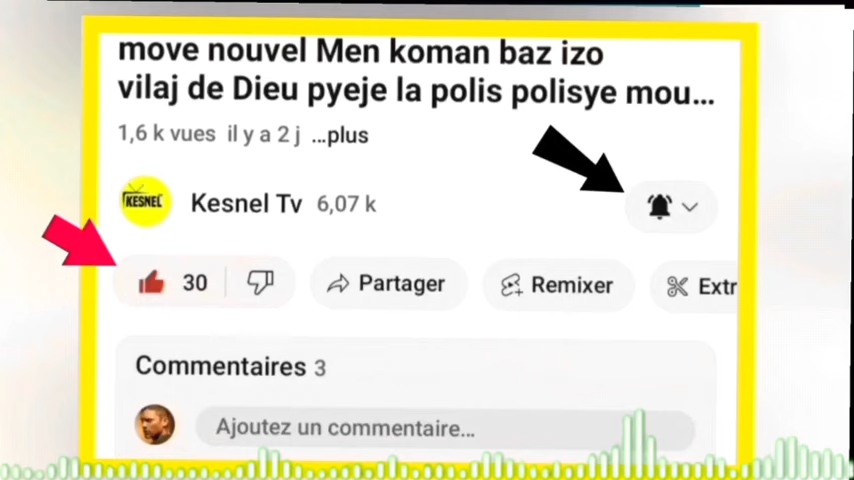 move nouvel Men koman baz izo
vilaj de Dieu pyeje la polis polisye mou...
1,6 k vues il y a 2 j ...plus
KESNEL
Kesnel Tv 6,07 k
30 Partager Remixer Extr
Commentaires 3
Ajoutez un commentaire...